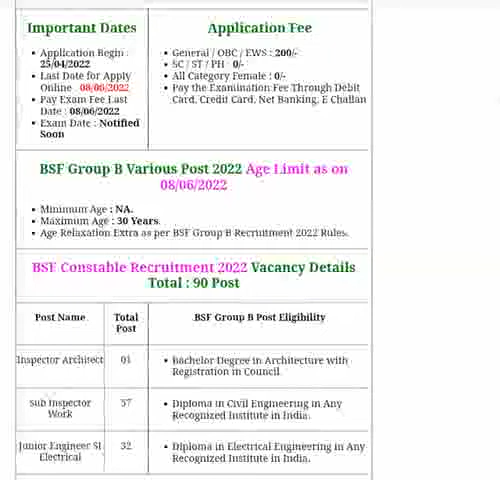 Important Dates
Application Begin :
25/04/2022
Last Date for Apply
Online : 08/06/2022
Pay Exam Fee Last
Date : 08/06/2022
Exam Date : Notified
Soon
Application Fee
General / OBC / EWS : 200/-
SC / ST / PH : 0/-
All Category Female : 0/-
Pay the Examination Fee Through Debit
Card, Credit Card, Net Banking, E Challan
BSF Group B Various Post 2022 Age Limit as on
08/06/2022
Minimum Age : NA.
Maximum Age : 30 Years.
Age Relaxation Extra as per BSF Group B Recruitment 2022 Rules.
BSF Constable Recruitment 2022 Vacancy Details
Total : 90 Post
Post Name
Total
Post
BSF Group B Post Eligibility
Inspector Architect
01
Bachelor Degree in Architecture with
Registration in Council.
Sub Inspector
Work
57
Diploma in Civil Engineering in Any
Recognized Institute in India.
Junior Engineer SI
Electrical
32
Diploma in Electrical Engineering in Any
Recognized Institute in India.